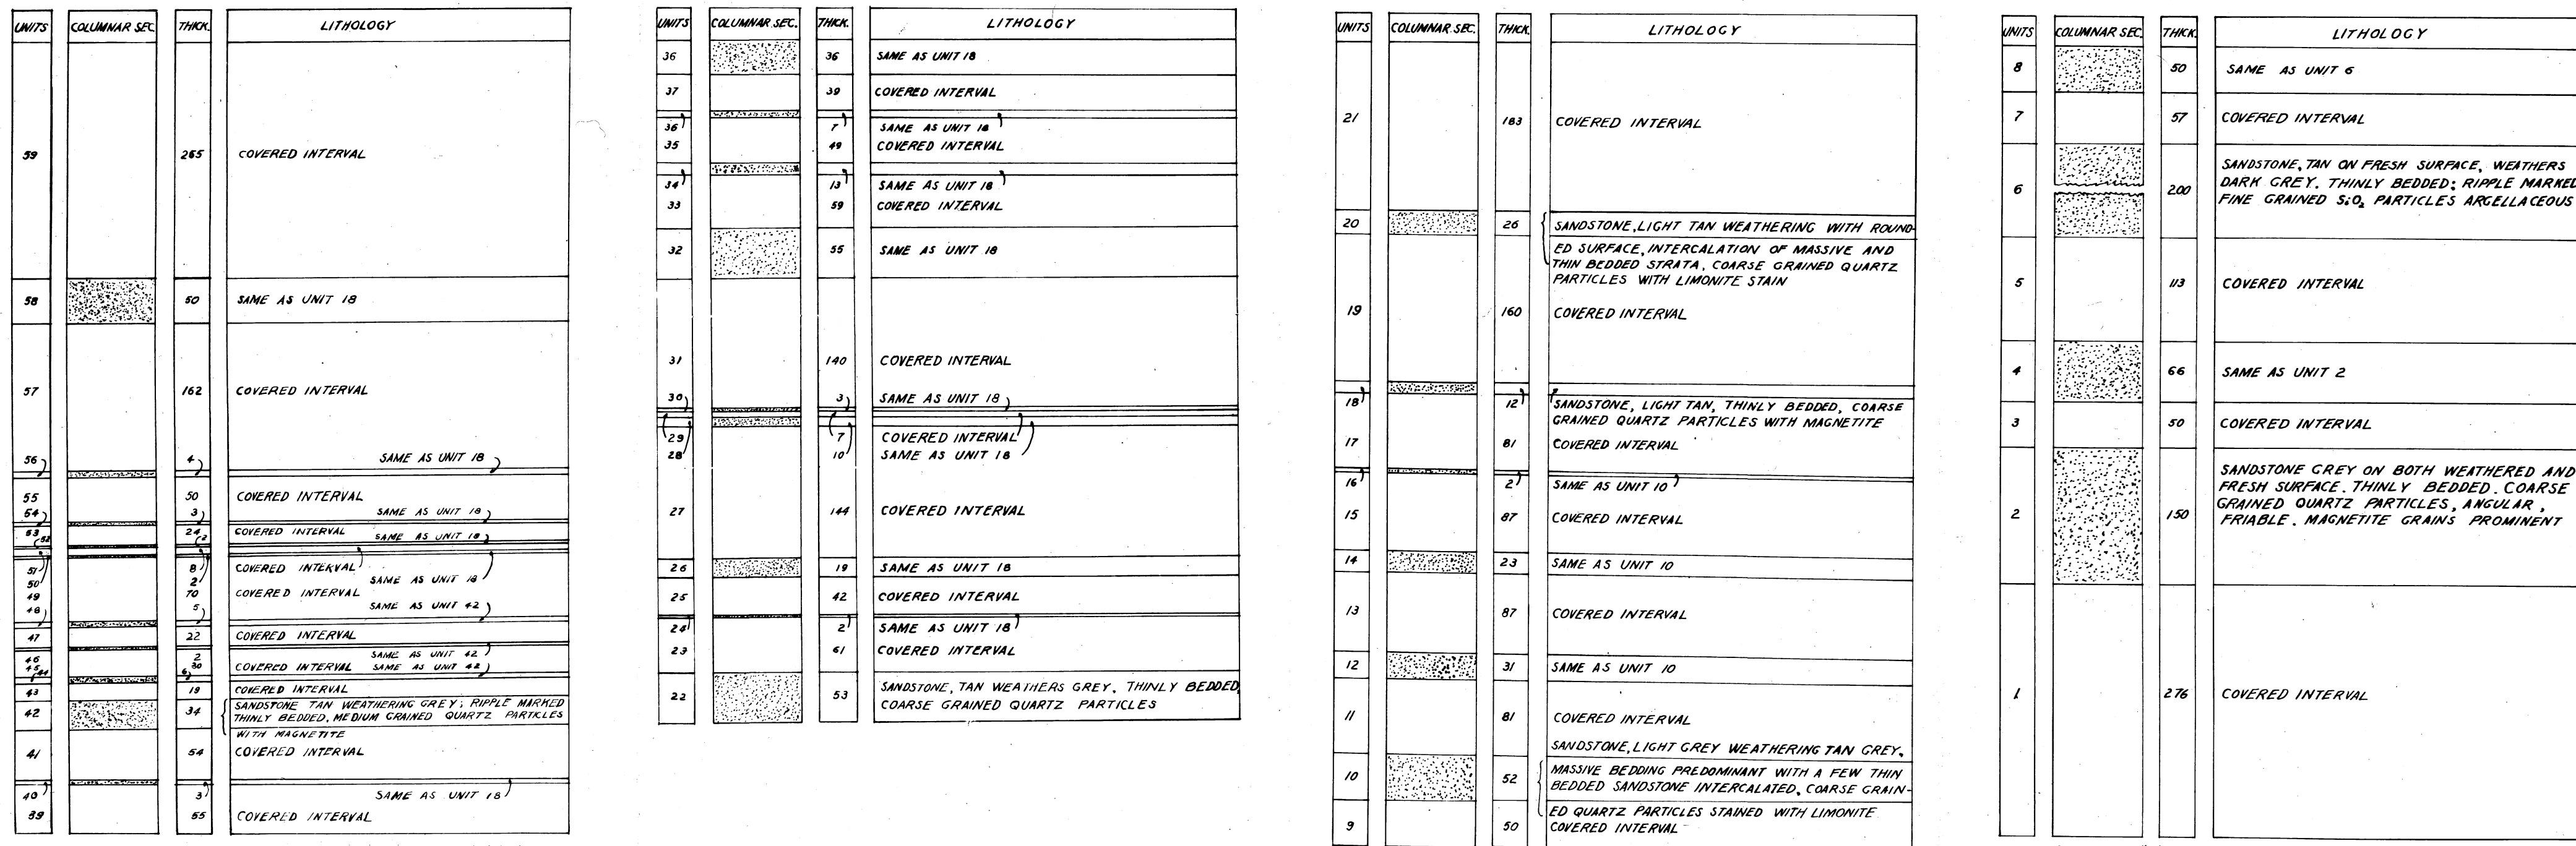 UNITS COLUMNAR SEC. THICK. LITHOLOGY
59 265 COVERED INTERVAL
58 50 SAME AS UNIT 18
57 162 COVERED INTERVAL
56 4 SAME AS UNIT 18
55 50 COVERED INTERVAL
54 3 SAME AS UNIT 18
53 24 COVERED INTERVAL
52 2 SAME AS UNIT 18
51 8 COVERED INTERVAL
50 2 SAME AS UNIT 18
49 70 COVERED INTERVAL
48 5 SAME AS UNIT 42
47 22 COVERED INTERVAL
46 2 SAME AS UNIT 42
45 30 COVERED INTERVAL
44 6 SAME AS UNIT 42
43 19 COVERED INTERVAL
42 34 SANDSTONE TAN WEATHERING GREY; RIPPLE MARKED
THINLY BEDDED, MEDIUM GRAINED QUARTZ PARTICLES
WITH MAGNETITE
41 54 COVERED INTERVAL
40 3 SAME AS UNIT 18
39 55 COVERED INTERVAL
UNITS COLUMNAR SEC. THICK. LITHOLOGY
36 36 SAME AS UNIT 18
37 39 COVERED INTERVAL
36 7 SAME AS UNIT 18
35 49 COVERED INTERVAL
34 13 SAME AS UNIT 18
33 59 COVERED INTERVAL
32 55 SAME AS UNIT 18
31 140 COVERED INTERVAL
30 3 SAME AS UNIT 18
29 7 COVERED INTERVAL
28 10 SAME AS UNIT 18
27 144 COVERED INTERVAL
26 19 SAME AS UNIT 18
25 42 COVERED INTERVAL
24 2 SAME AS UNIT 18
23 61 COVERED INTERVAL
22 53 SANDSTONE, TAN WEATHERS GREY, THINLY BEDDED,
COARSE GRAINED QUARTZ PARTICLES
UNITS COLUMNAR SEC. THICK. LITHOLOGY
21 183 COVERED INTERVAL
20 26 SANDSTONE, LIGHT TAN WEATHERING WITH ROUND-
ED SURFACE, INTERCALATION OF MASSIVE AND
THIN BEDDED STRATA, COARSE GRAINED QUARTZ
PARTICLES WITH LIMONITE STAIN
19 160 COVERED INTERVAL
18 12 SANDSTONE, LIGHT TAN, THINLY BEDDED, COARSE
GRAINED QUARTZ PARTICLES WITH MAGNETITE
17 81 COVERED INTERVAL
16 2 SAME AS UNIT 10
15 87 COVERED INTERVAL
14 23 SAME AS UNIT 10
13 87 COVERED INTERVAL
12 31 SAME AS UNIT 10
11 81 COVERED INTERVAL
SANDSTONE, LIGHT GREY WEATHERING TAN GREY,
10 52 MASSIVE BEDDING PREDOMINANT WITH A FEW THIN
BEDDED SANDSTONE INTERCALATED, COARSE GRAIN-
ED QUARTZ PARTICLES STAINED WITH LIMONITE
9 50 COVERED INTERVAL
UNITS COLUMNAR SEC. THICK LITHOLOGY
8 50 SAME AS UNIT 6
7 57 COVERED INTERVAL
SANDSTONE, TAN ON FRESH SURFACE, WEATHERS
6 200 DARK GREY. THINLY BEDDED; RIPPLE MARKED
FINE GRAINED SiO₂ PARTICLES ARGELLACEOUS
5 113 COVERED INTERVAL
4 66 SAME AS UNIT 2
3 50 COVERED INTERVAL
SANDSTONE GREY ON BOTH WEATHERED AND
FRESH SURFACE. THINLY BEDDED. COARSE
GRAINED QUARTZ PARTICLES, ANGULAR,
2 150 FRIABLE. MAGNETITE GRAINS PROMINENT
1 276 COVERED INTERVAL